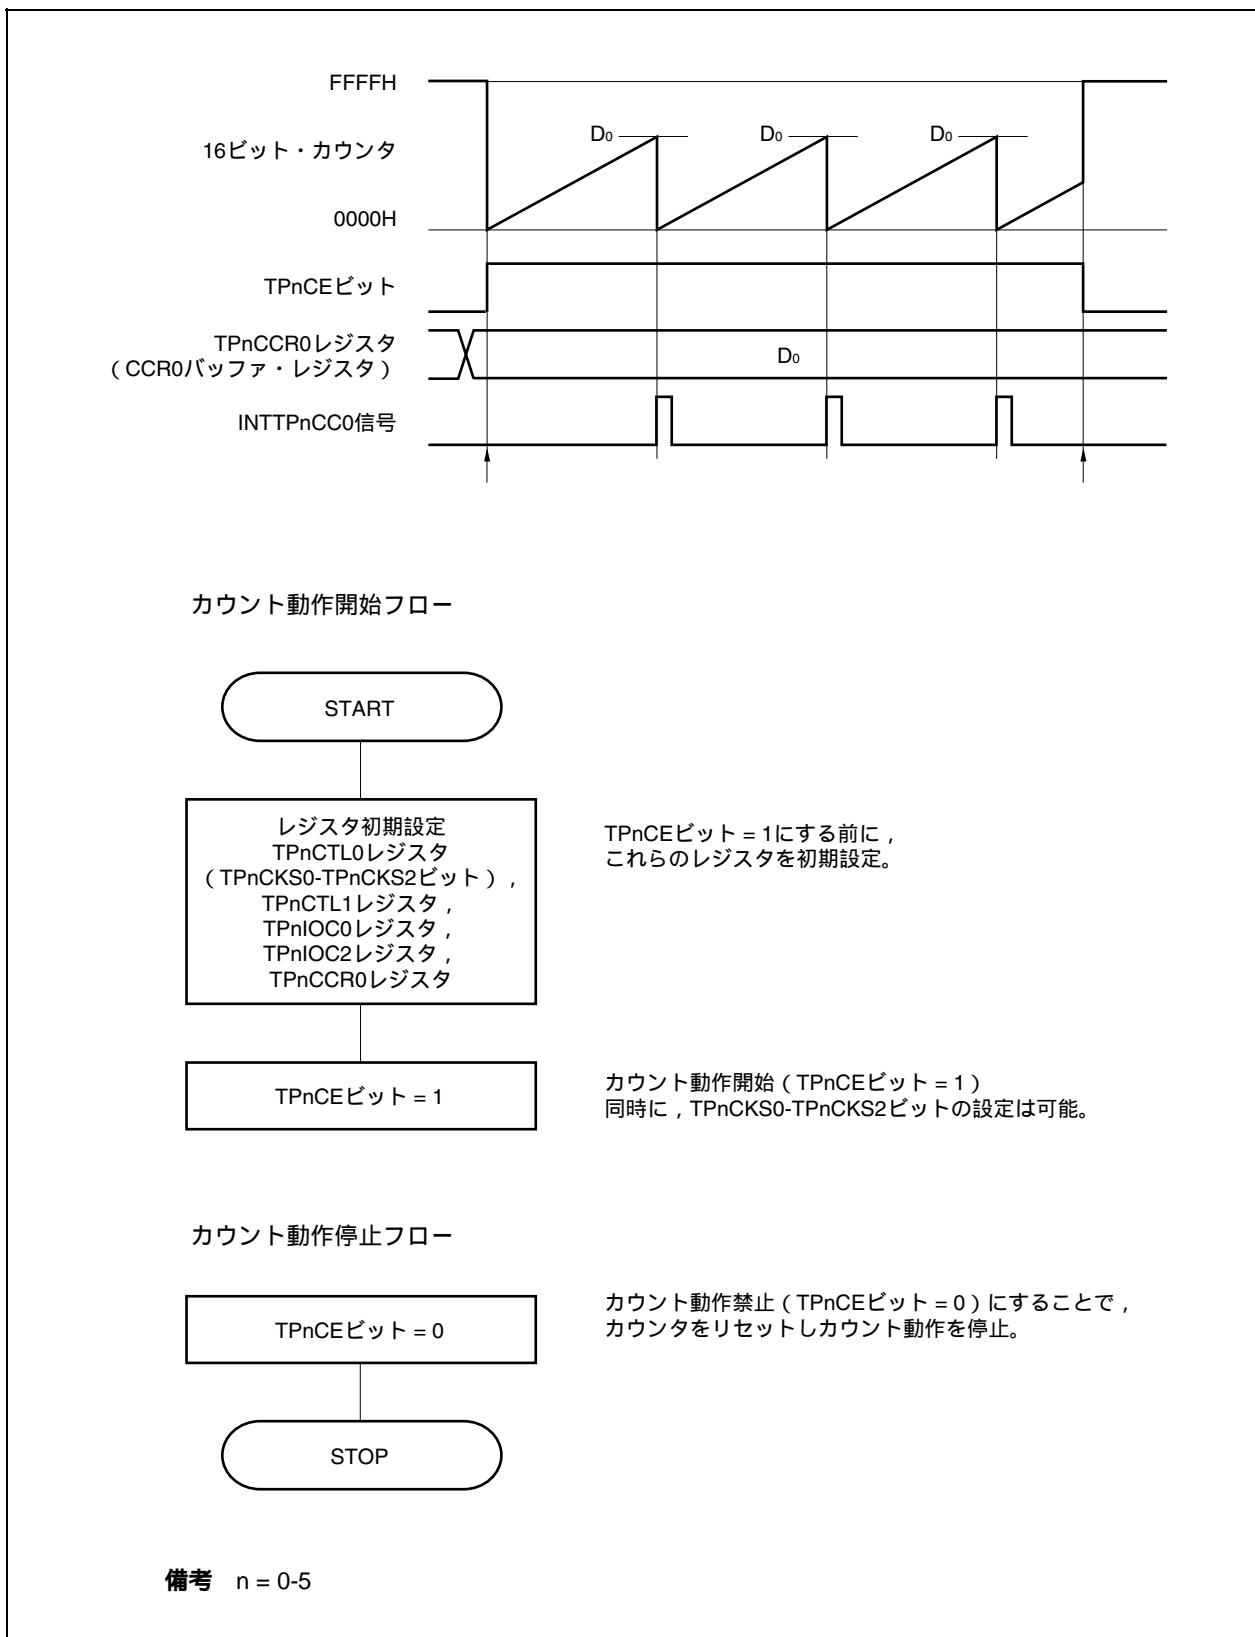 FFFFH
D0 D0 D0
16ビット・カウンタ
0000H
TPnCEビット
TPnCCR0レジスタ
（CCR0バッファ・レジスタ）
D0
INTTPnCC0信号
カウント動作開始フロー
START
レジスタ初期設定
TPnCTL0レジスタ
（TPnCKS0-TPnCKS2ビット），
TPnCTL1レジスタ，
TPnIOC0レジスタ，
TPnIOC2レジスタ，
TPnCCR0レジスタ
TPnCEビット = 1にする前に，
これらのレジスタを初期設定。
TPnCEビット = 1
カウント動作開始（TPnCEビット = 1）
同時に，TPnCKS0-TPnCKS2ビットの設定は可能。
カウント動作停止フロー
TPnCEビット = 0
カウント動作禁止（TPnCEビット = 0）にすることで，
カウンタをリセットしカウント動作を停止。
STOP
備考 n = 0-5